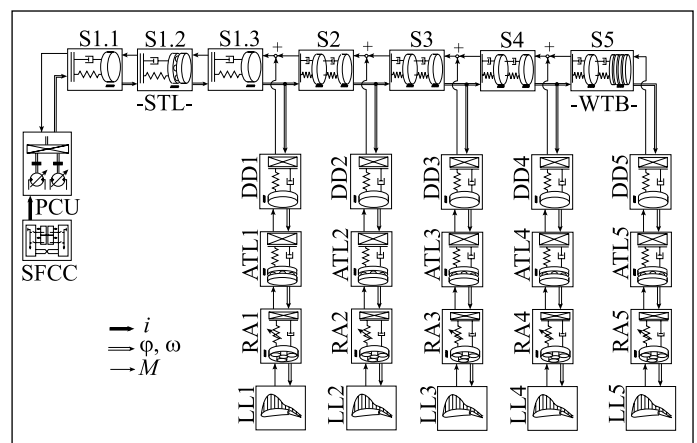 S1.1 S1.2 S1.3 S2 S3 S4 S5
+ + + +
-STL- -WTB-
DD1 DD2 DD3 DD4 DD5
PCU
ATL1 ATL2 ATL3 ATL4 ATL5
SFCC
RA1 RA2 RA3 RA4 RA5
i
φ, ω
M
LL1 LL2 LL3 LL4 LL5